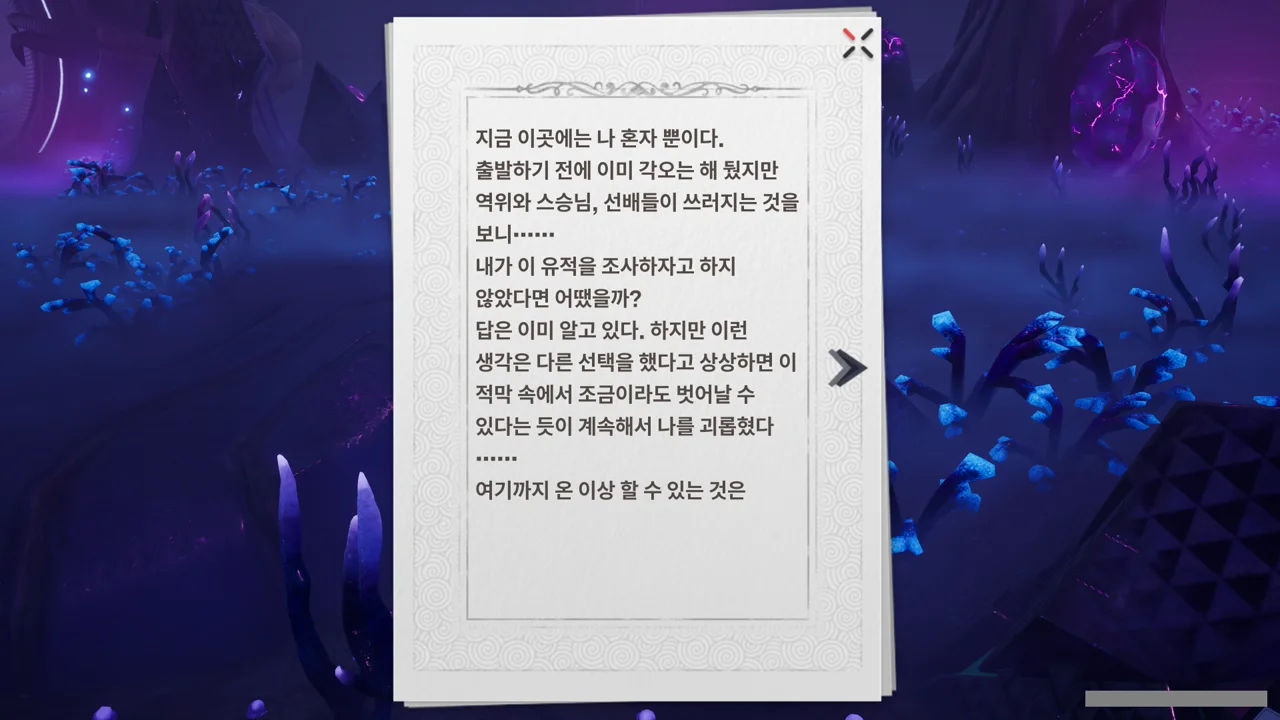 지금 이곳에는 나 혼자 뿐이다.
출발하기 전에 이미 각오는 해 뒀지만
역위와 스승님, 선배들이 쓰러지는 것을
보니……
내가 이 유적을 조사하자고 하지
않았다면 어땠을까?
답은 이미 알고 있다. 하지만 이런
생각은 다른 선택을 했다고 상상하면 이
적막 속에서 조금이라도 벗어날 수
있다는 듯이 계속해서 나를 괴롭혔다
……
여기까지 온 이상 할 수 있는 것은